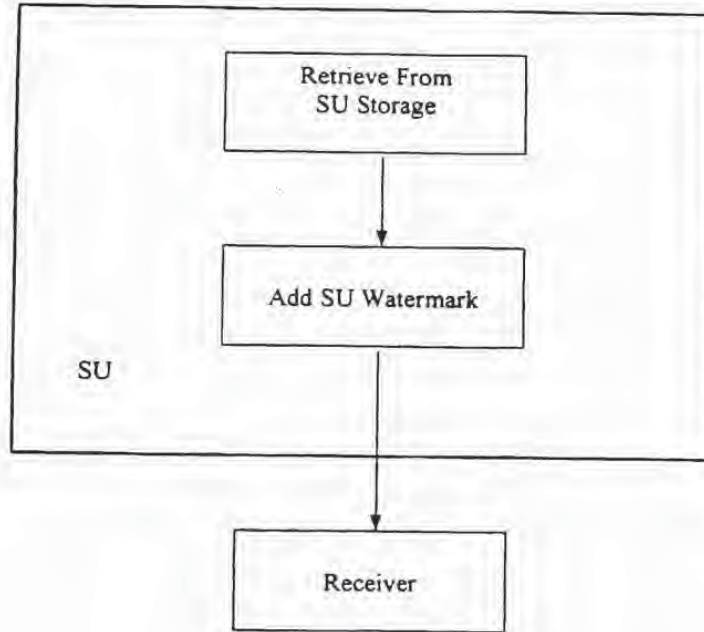 Retrieve From
SU Storage
Add SU Watermark
SU
Receiver